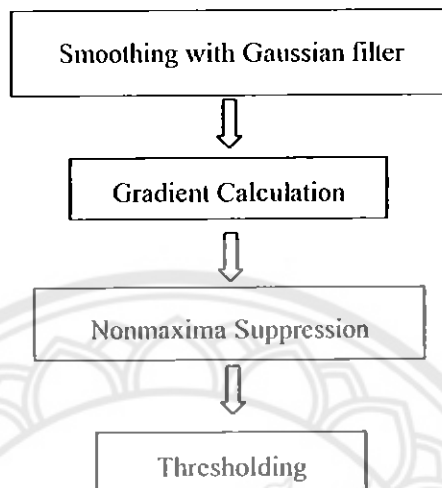 Smoothing with Gaussian filter
Gradient Calculation
Nonmaxima Suppression
Thresholding